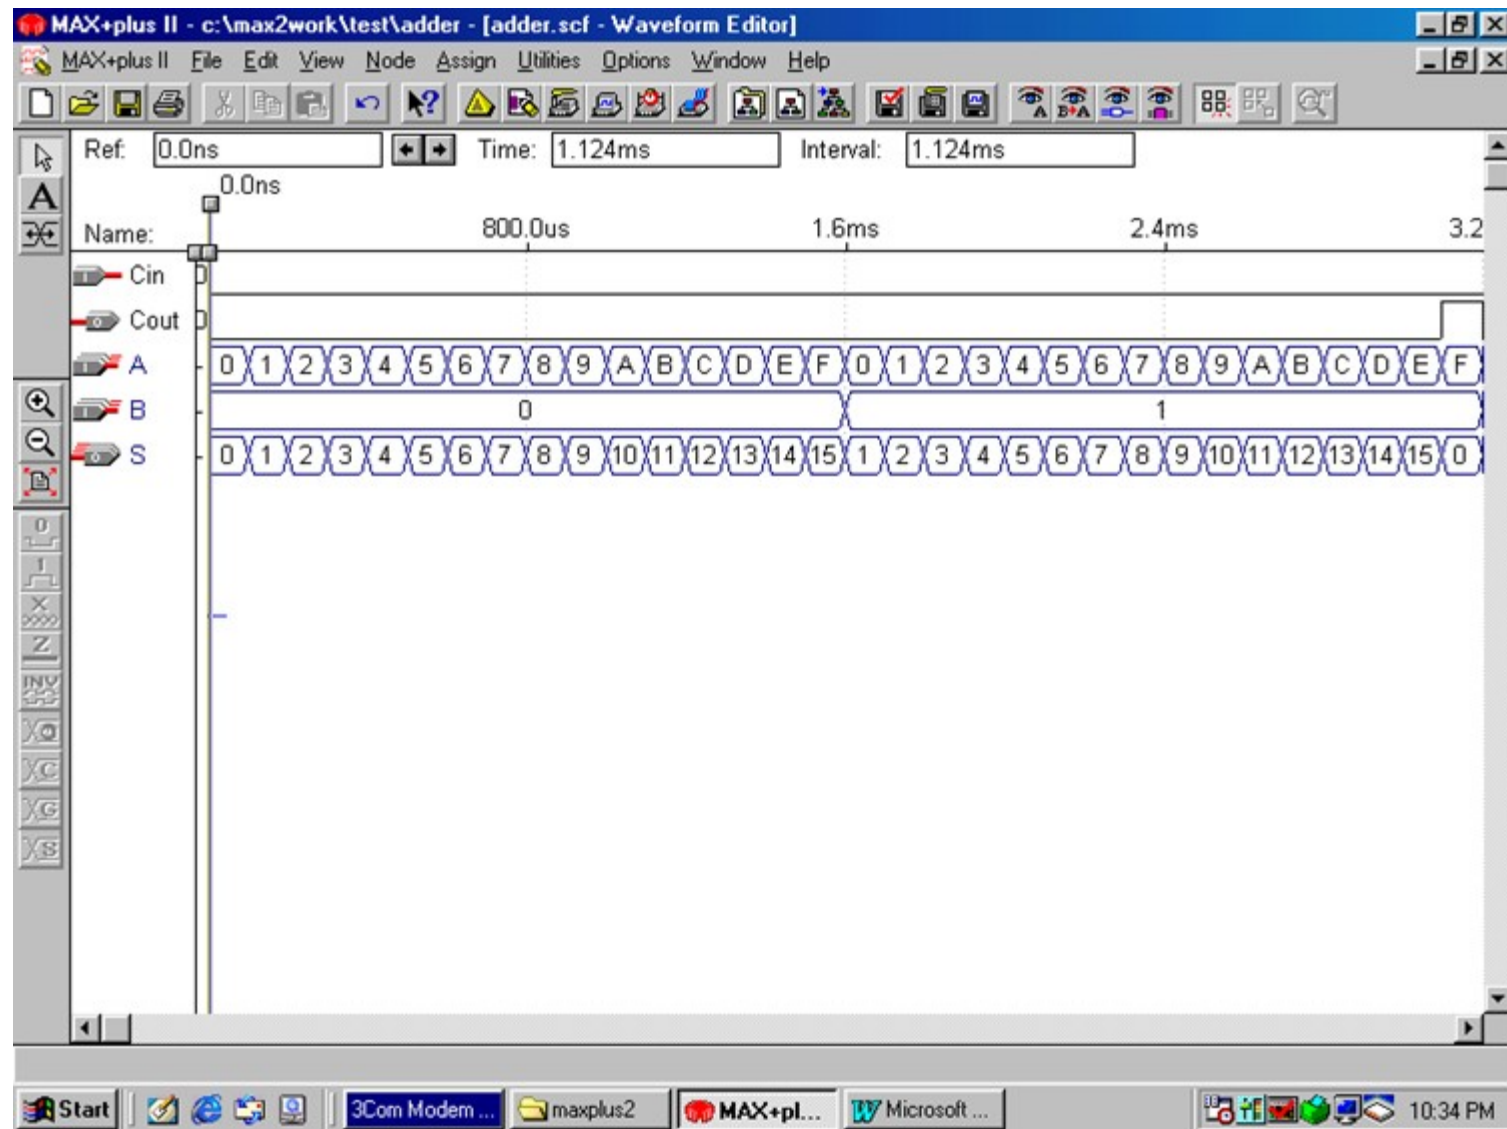 MAX+plus II - c:\max2work\test\adder - [adder.scf - Waveform Editor]
MAX+plus II File Edit View Node Assign Utilities Options Window Help
Ref: 0.0ns Time: 1.124ms Interval: 1.124ms
0.0ns
Name: 800.0us 1.6ms 2.4ms 3.2
Cin
Cout
A 0 1 2 3 4 5 6 7 8 9 A B C D E F 0 1 2 3 4 5 6 7 8 9 A B C D E F
B 0 1
S 0 1 2 3 4 5 6 7 8 9 10 11 12 13 14 15 1 2 3 4 5 6 7 8 9 10 11 12 13 14 15 0
A
0
1
X
Z
INV
XC
XG
XS
Start 3Com Modem ... maxplus2 MAX+pl... Microsoft ... 10:34 PM